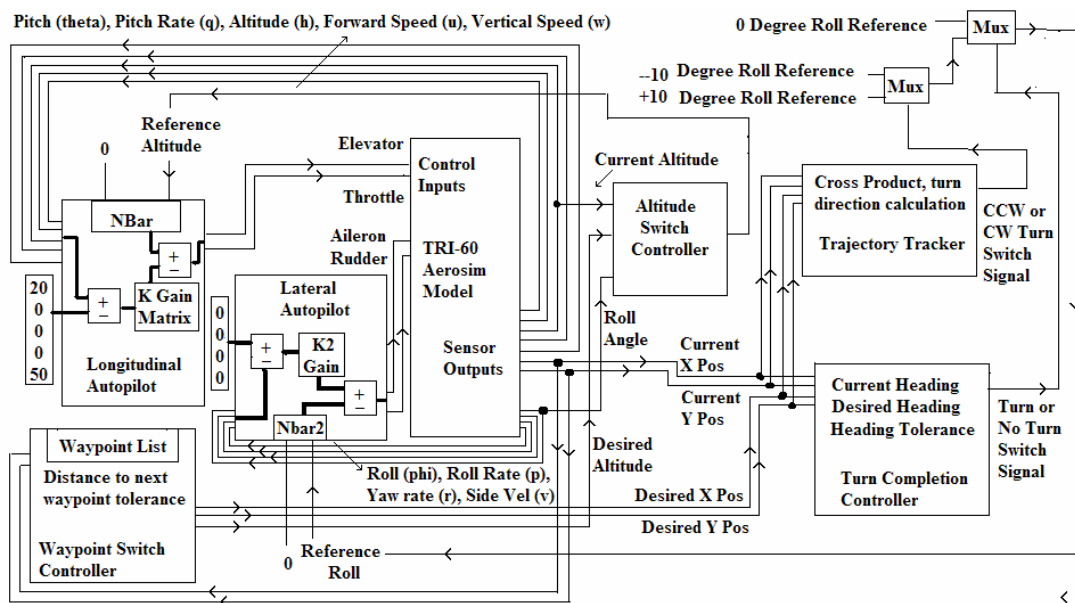 Pitch (theta), Pitch Rate (q), Altitude (h), Forward Speed (u), Vertical Speed (w)
0 Degree Roll Reference
Mux
--10 Degree Roll Reference
+10 Degree Roll Reference
Mux
Reference
Altitude
0
Elevator
Throttle
Control
Inputs
Current Altitude
Altitude
Switch
Controller
Cross Product, turn
direction calculation
Trajectory Tracker
CCW or
CW Turn
Switch
Signal
NBar
+
−
+
−
K Gain
Matrix
20
0
0
0
50
Longitudinal
Autopilot
Aileron
Rudder
TRI-60
Aerosim
Model
Lateral
Autopilot
0
0
0
0
+
−
K2
Gain
+
−
Nbar2
Sensor
Outputs
Roll
Angle
Current
X Pos
Current
Y Pos
Current Heading
Desired Heading
Heading Tolerance
Turn Completion
Controller
Turn or
No Turn
Switch
Signal
Waypoint List
Distance to next
waypoint tolerance
Waypoint Switch
Controller
Roll (phi), Roll Rate (p),
Yaw rate (r), Side Vel (v)
Desired
Altitude
Desired X Pos
Desired Y Pos
0
Reference
Roll